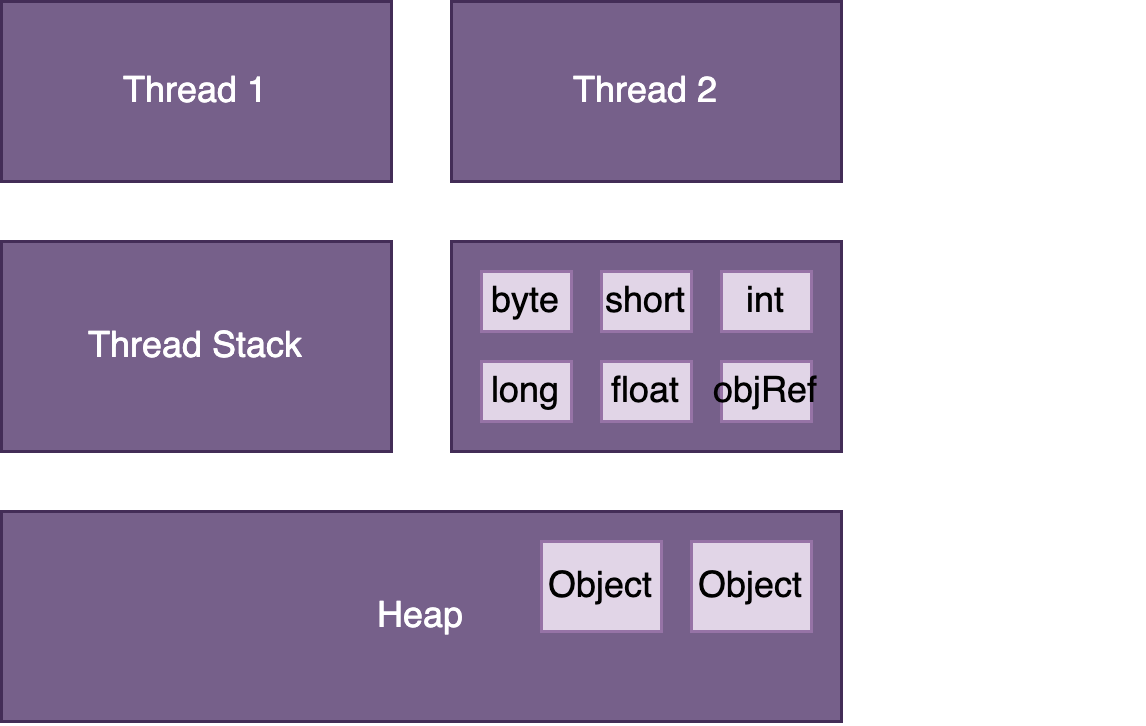 Thread 1
Thread 2
Thread Stack
byte
short
int
long
float
objRef
Heap
Object
Object